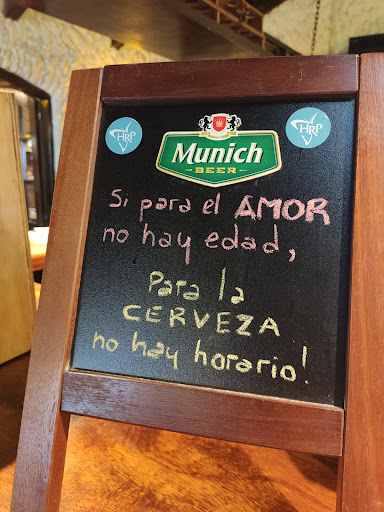 HRP
HRP
Munich
BEER
Si para el AMOR
no hay edad,
Para la
CERVEZA
no hay horario!